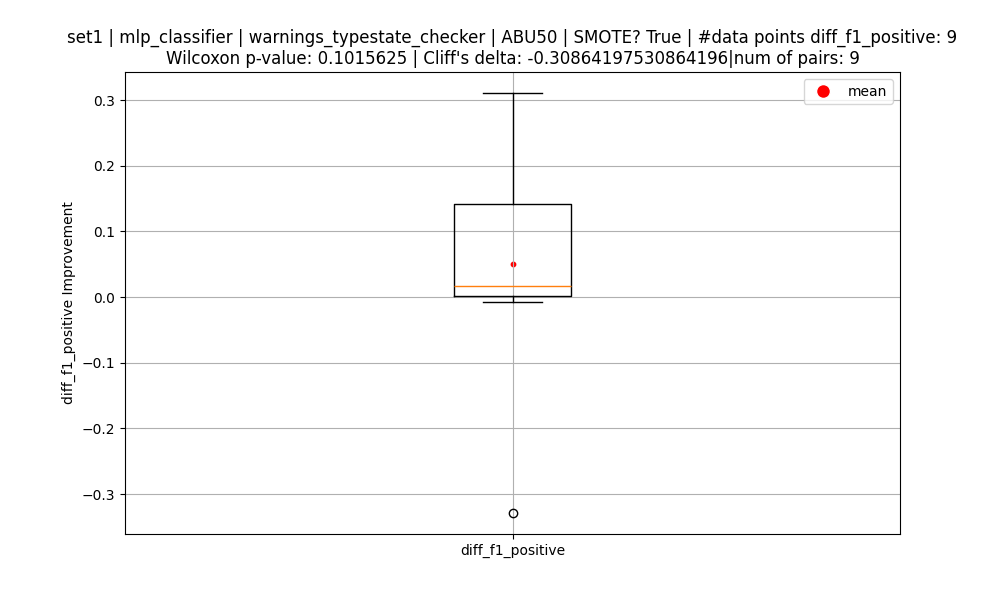 set1 | mlp_classifier | warnings_typestate_checker | ABU50 | SMOTE? True | #data points diff_f1_positive: 9
Wilcoxon p-value: 0.1015625 | Cliff's delta: -0.30864197530864196|num of pairs: 9
mean
0.3
0.2
0.1
0.0
−0.1
−0.2
−0.3
diff_f1_positive Improvement
diff_f1_positive